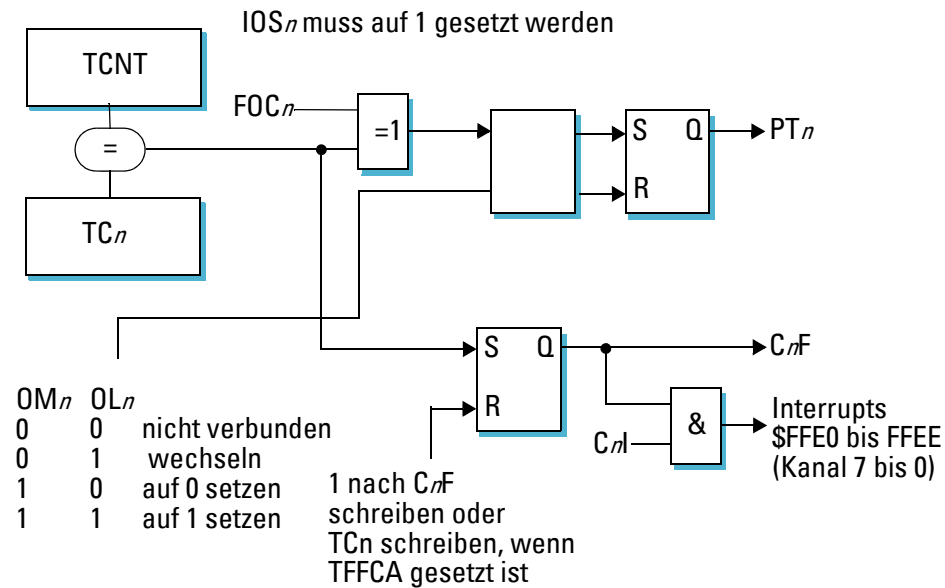 IOSn muss auf 1 gesetzt werden
TCNT
FOCn
=1
=
TCn
S Q
R
PTn
S Q
R
CnF
&
CnI
Interrupts
$FFE0 bis FFEE
(Kanal 7 bis 0)
OMn OLn
0 0 nicht verbunden
0 1 wechseln
1 0 auf 0 setzen
1 1 auf 1 setzen
1 nach CnF
schreiben oder
TCn schreiben, wenn
TFFCA gesetzt ist